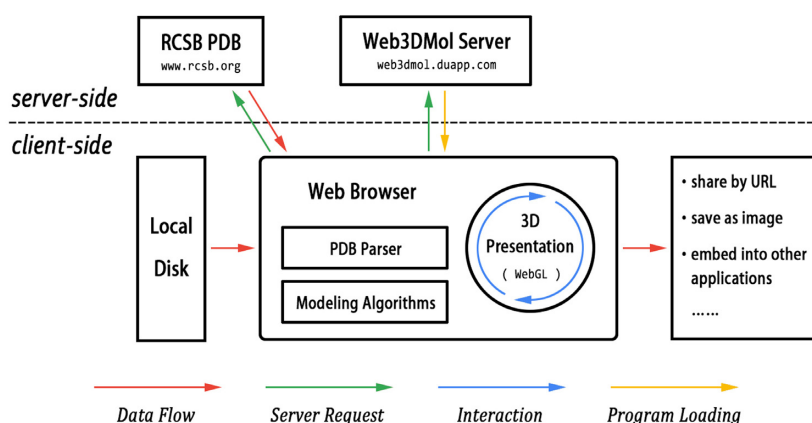 RCSB PDB
www.rcsb.org
Web3DMol Server
web3dmol.duapp.com
server-side
client-side
Local
Disk
Web Browser
PDB Parser
Modeling Algorithms
3D
Presentation
( WebGL )
• share by URL
• save as image
• embed into other
applications
......
Data Flow
Server Request
Interaction
Program Loading